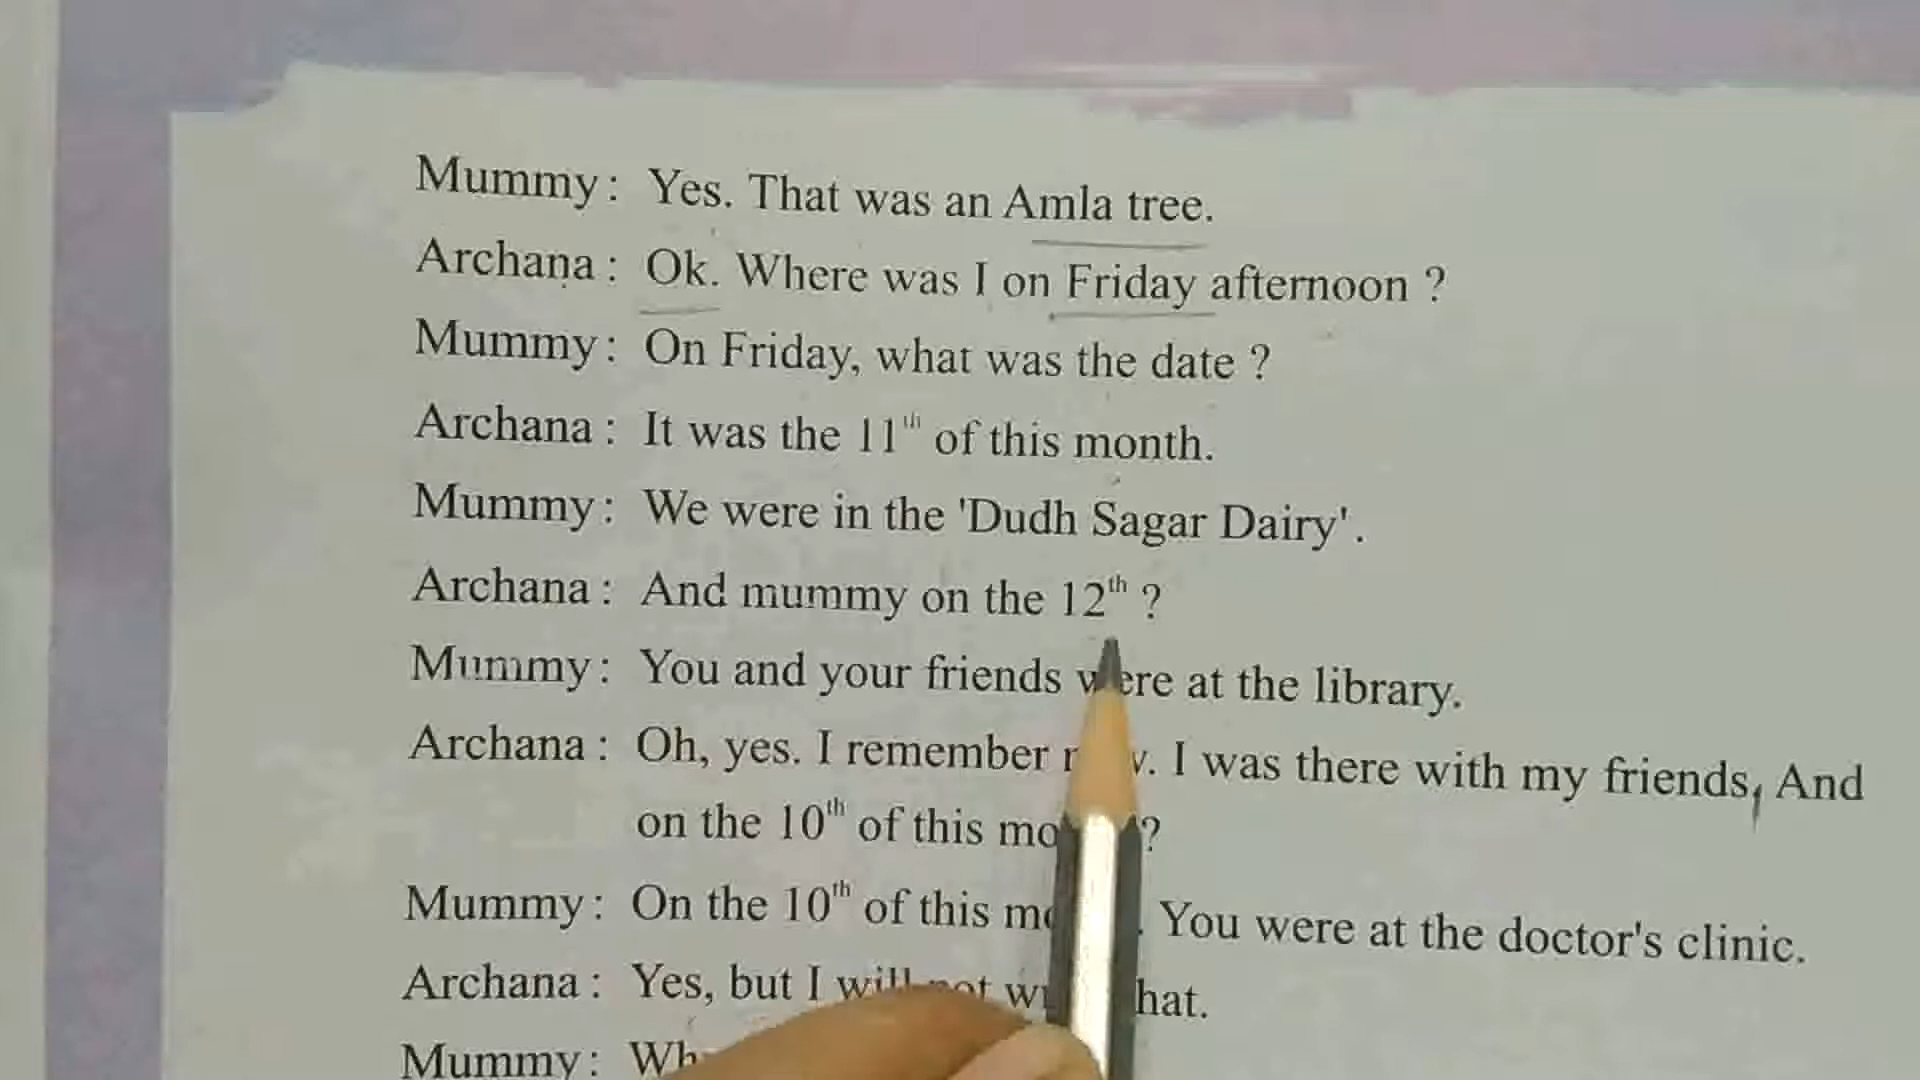 Mummy : Yes. That was an Amla tree.
Archana : Ok. Where was I on Friday afternoon ?
Mummy : On Friday, what was the date ?
Archana : It was the 11th of this month.
Mummy : We were in the 'Dudh Sagar Dairy'.
Archana : And mummy on the 12th ?
Mummy : You and your friends were at the library.
Archana : Oh, yes. I remember I was there with my friends, And
on the 10th of this ?
Mummy : On the 10th of this You were at the doctor's clinic.
Archana : Yes, but I will not
Mummy :